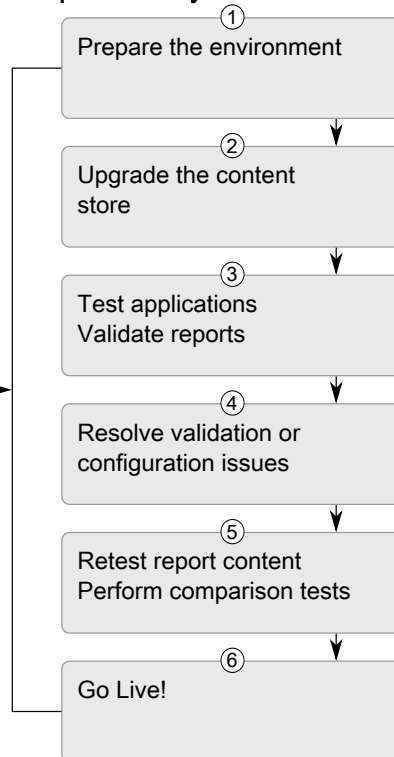 ①
Prepare the environment
②
Upgrade the content
store
③
Test applications
Validate reports
④
Resolve validation or
configuration issues
⑤
Retest report content
Perform comparison tests
⑥
Go Live!